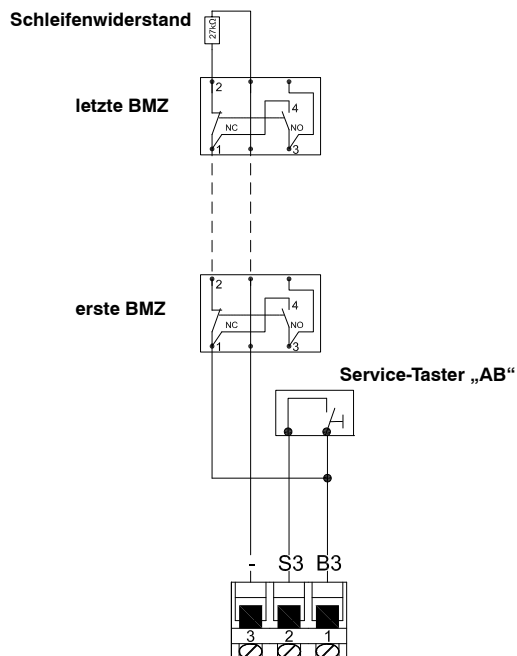 Schleifenwiderstand
27kΩ
letzte BMZ
2
4
NC
NO
1
3
erste BMZ
2
4
NC
NO
1
3
Service-Taster „AB“
- S3 B3
3 2 1